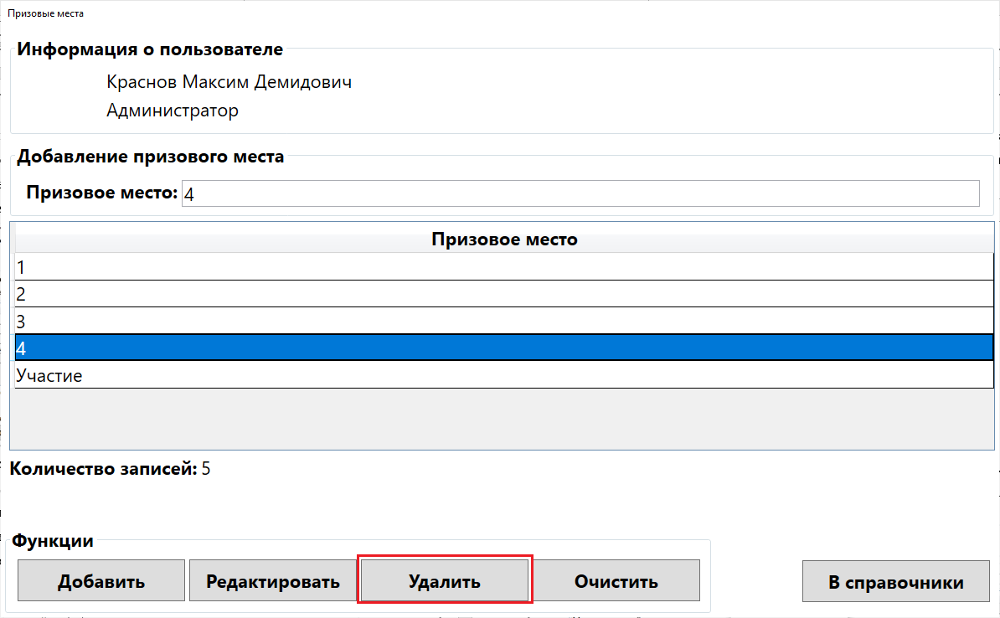 Призовые места
Информация о пользователе
Краснов Максим Демидович
Администратор
Добавление призового места
Призовое место: 4
Призовое место
1
2
3
4
Участие
Количество записей: 5
Функции
Добавить Редактировать Удалить Очистить В справочники